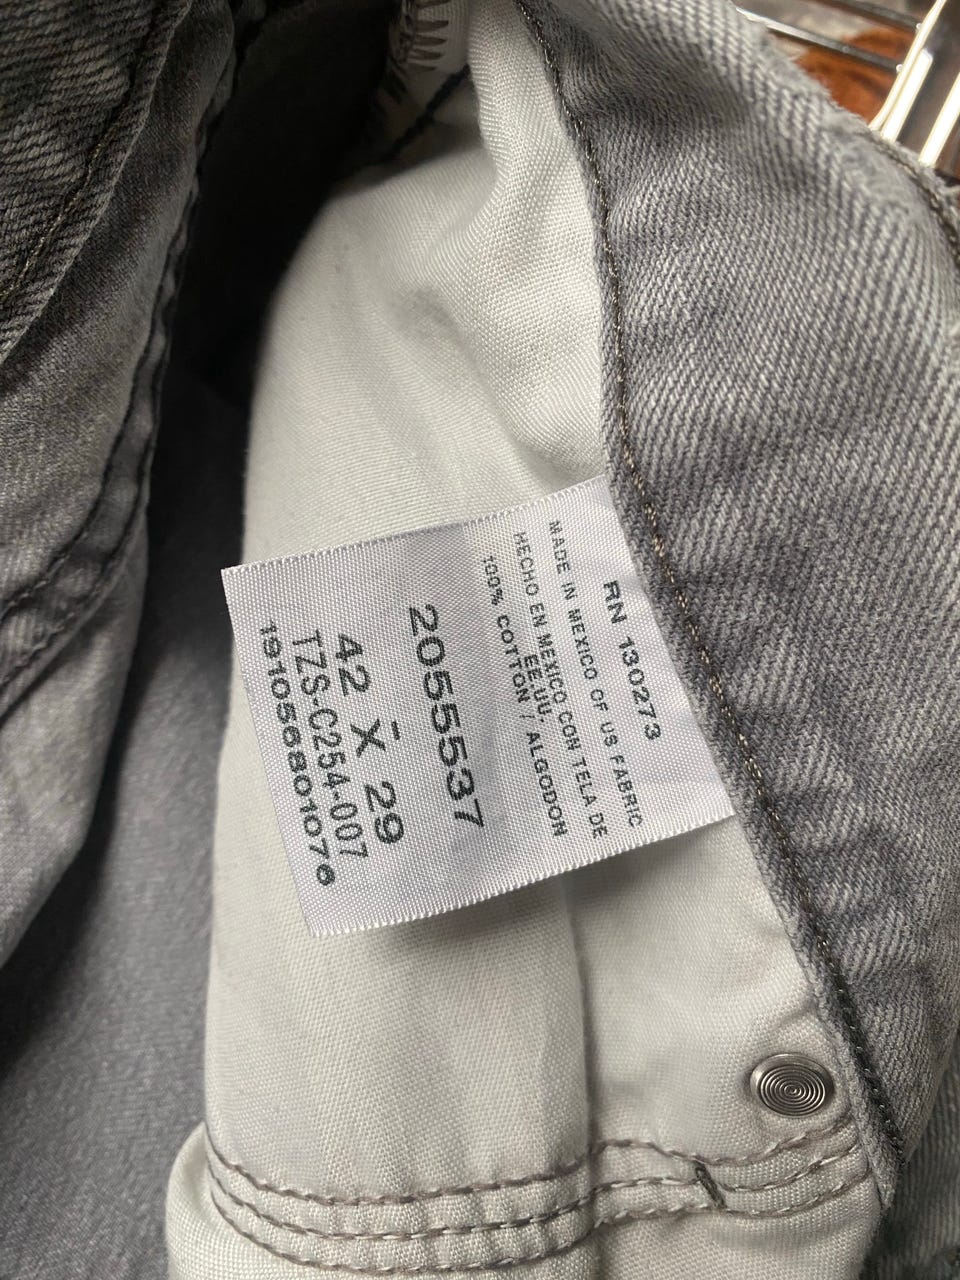 RN 130273
MADE IN MEXICO OF US FABRIC
HECHO EN MEXICO CON TELA DE
EE.UU.
100% COTTON / ALGODON
2055537
42 X 29
TZS-C254-007
191056801076